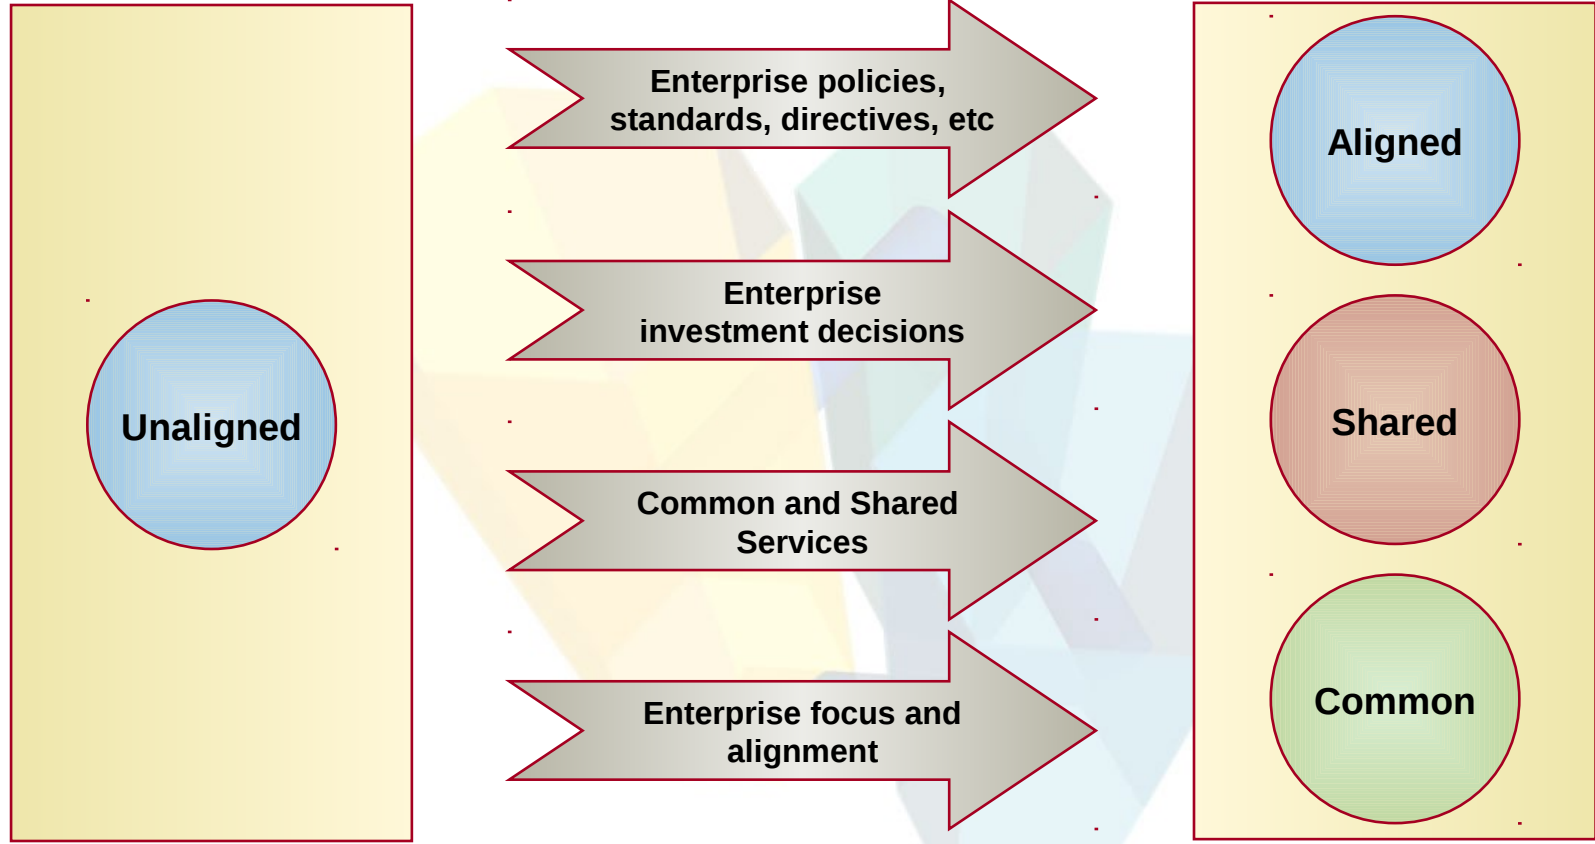 Unaligned
Enterprise policies,
standards, directives, etc
Enterprise
investment decisions
Common and Shared
Services
Enterprise focus and
alignment
Aligned
Shared
Common